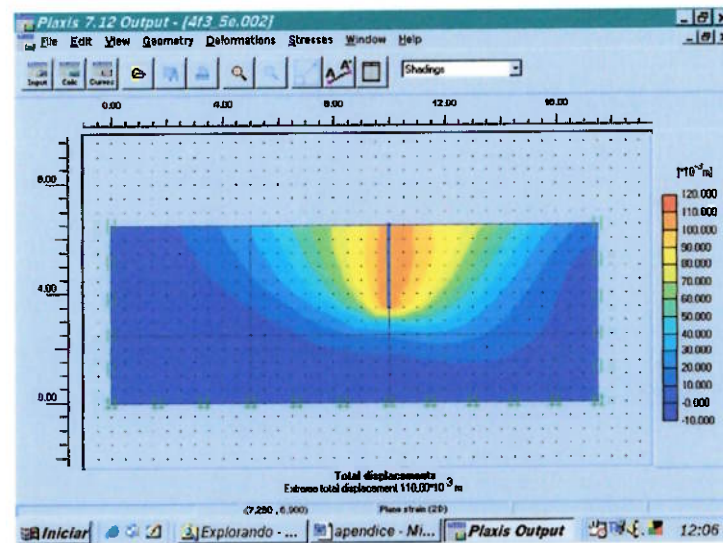 Plaxis 7.12 Output - [4f3_5e.002]
File Edit View Geometry Deformations Stresses Window Help
Input Calc Curves Shadings
0.00 4.00 8.00 12.00 16.00
8.00
4.00
0.00
[*10⁻³ m]
120.000
110.000
100.000
90.000
80.000
70.000
60.000
50.000
40.000
30.000
20.000
10.000
-0.000
-10.000
Total displacements
Extreme total displacement 110.00*10⁻³ m
(7.250 , 6.900) Plane strain (2D)
Iniciar Explorando - ... apendice - Mi... Plaxis Output 12:06